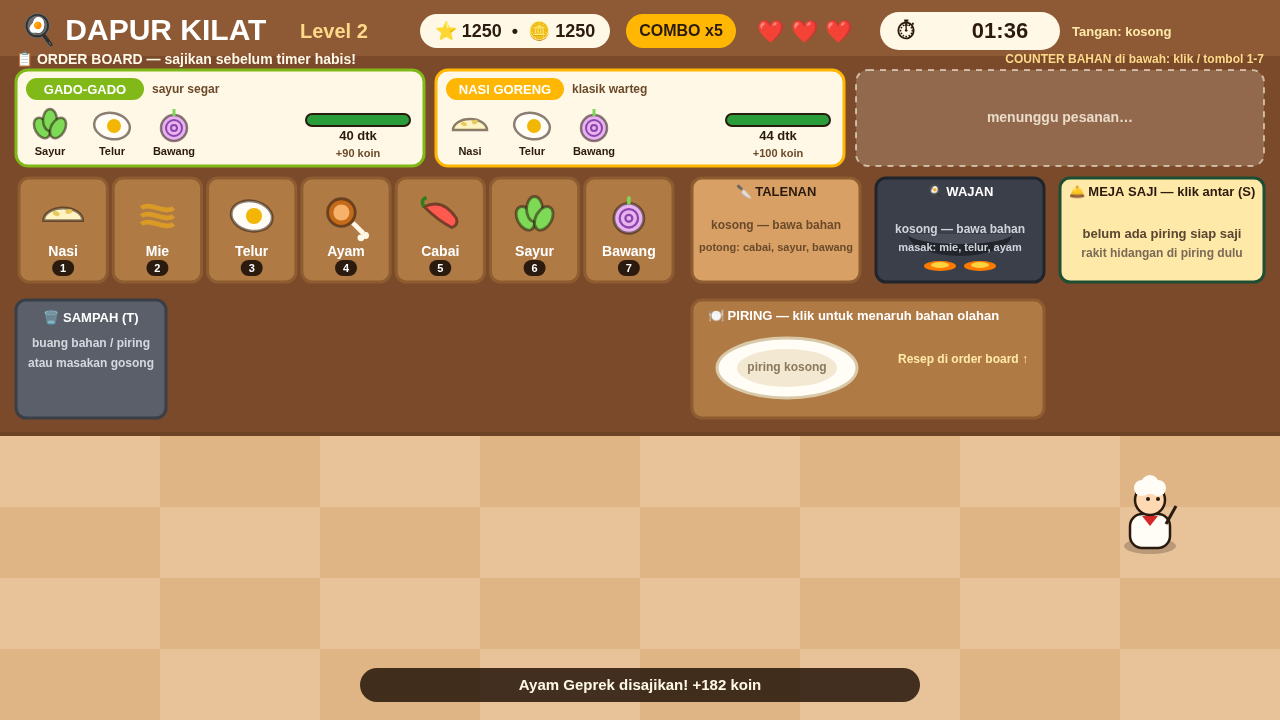 🍳 DAPUR KILAT
Level 2
⭐ 1250 • 🪙 1250
COMBO x5
❤️ ❤️ ❤️
⏱ 01:36
Tangan: kosong
📋 ORDER BOARD — sajikan sebelum timer habis!
COUNTER BAHAN di bawah: klik / tombol 1-7
GADO-GADO
sayur segar
Sayur
Telur
Bawang
40 dtk
+90 koin
NASI GORENG
klasik warteg
Nasi
Telur
Bawang
44 dtk
+100 koin
menunggu pesanan…
Nasi
1
Mie
2
Telur
3
Ayam
4
Cabai
5
Sayur
6
Bawang
7
🔪 TALENAN
kosong — bawa bahan
potong: cabai, sayur, bawang
🍳 WAJAN
kosong — bawa bahan
masak: mie, telur, ayam
🛎️ MEJA SAJI — klik antar (S)
belum ada piring siap saji
rakit hidangan di piring dulu
🗑️ SAMPAH (T)
buang bahan / piring
atau masakan gosong
🍽️ PIRING — klik untuk menaruh bahan olahan
piring kosong
Resep di order board ↑
Ayam Geprek disajikan! +182 koin